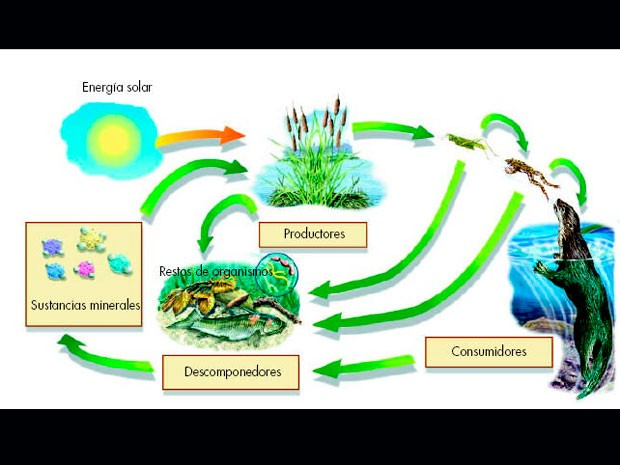 Energía solar
Productores
Restos de organismos
Sustancias minerales
Consumidores
Descomponedores